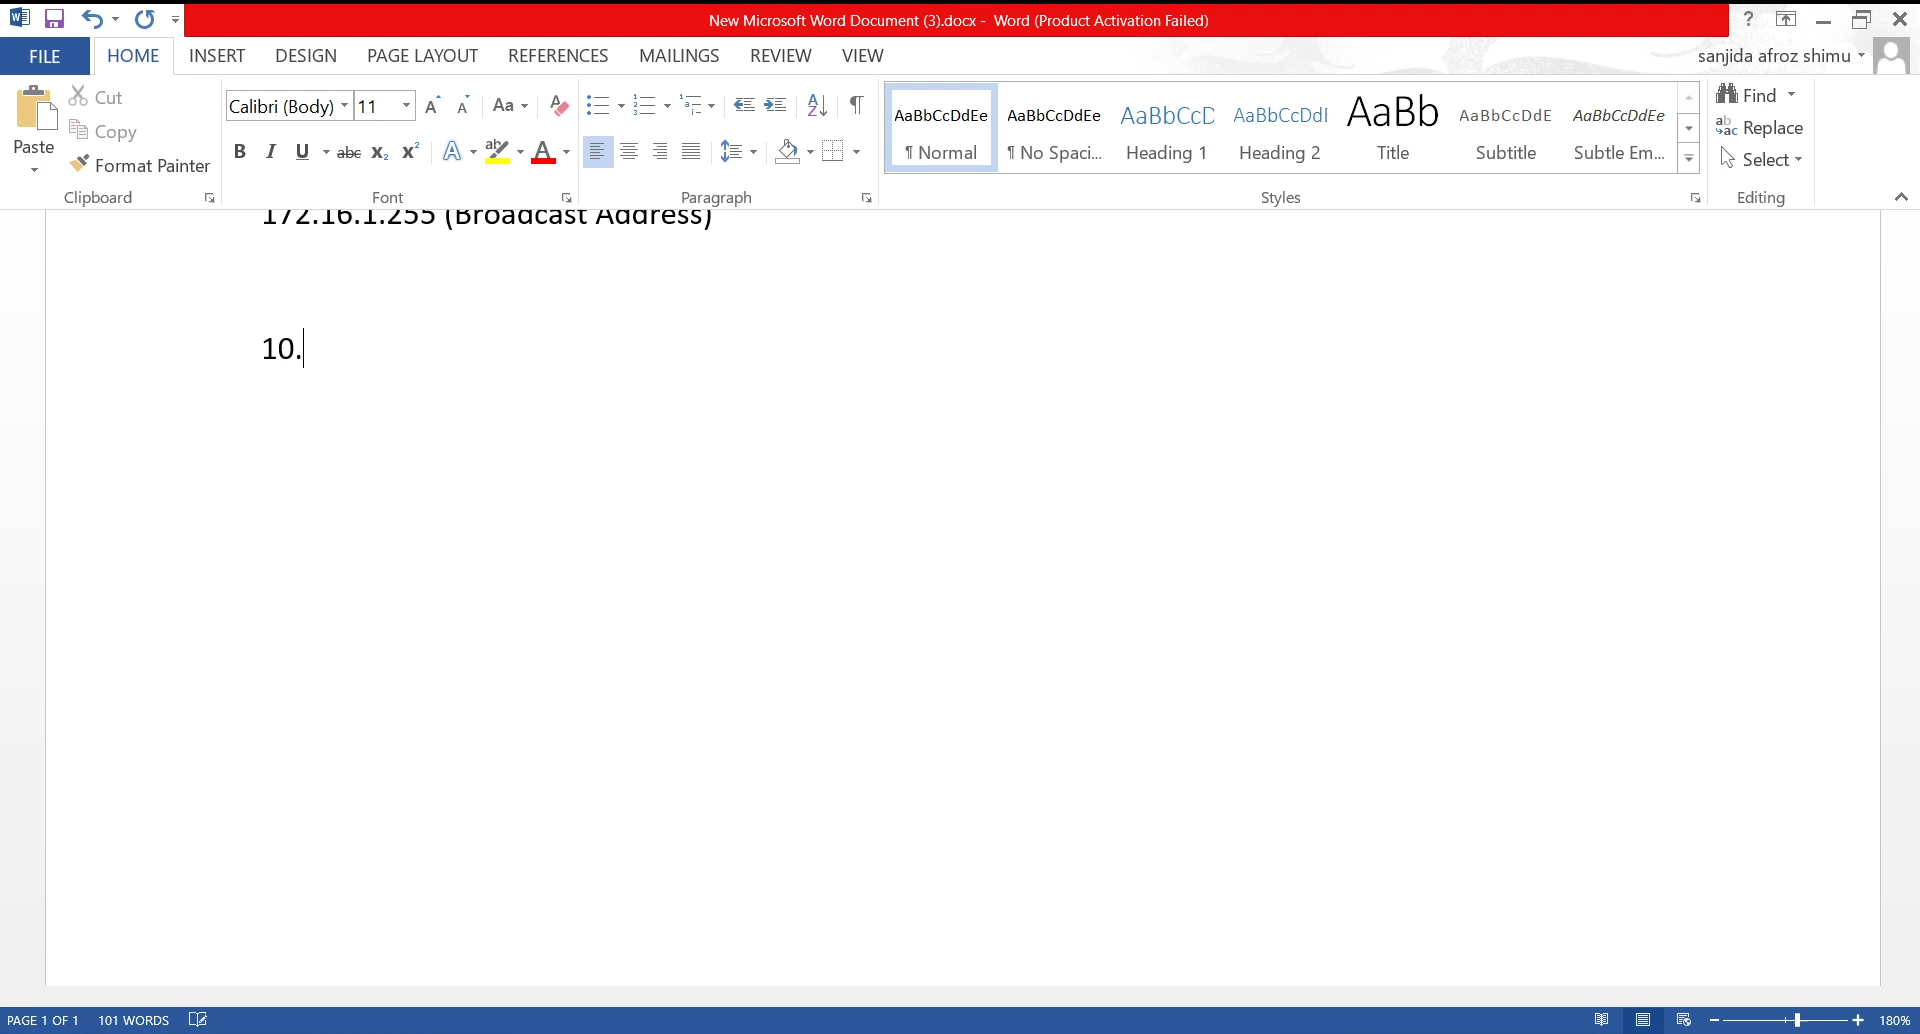 New Microsoft Word Document (3).docx - Word (Product Activation Failed)
?
FILE HOME INSERT DESIGN PAGE LAYOUT REFERENCES MAILINGS REVIEW VIEW
sanjida afroz shimu
Paste
Cut
Copy
Format Painter
Clipboard
Calibri (Body) 11
Aa
B I U abc X₂ X²
Font
Paragraph
AaBbCcDdEe AaBbCcDdEe AaBbCcD AaBbCcDdI AaBb AaBbCcDdE AaBbCcDdEe
¶ Normal ¶ No Spaci... Heading 1 Heading 2 Title Subtitle Subtle Em...
Styles
Find
Replace
Select
Editing
172.16.1.255 (Broadcast Address)
10.
PAGE 1 OF 1 101 WORDS
180%